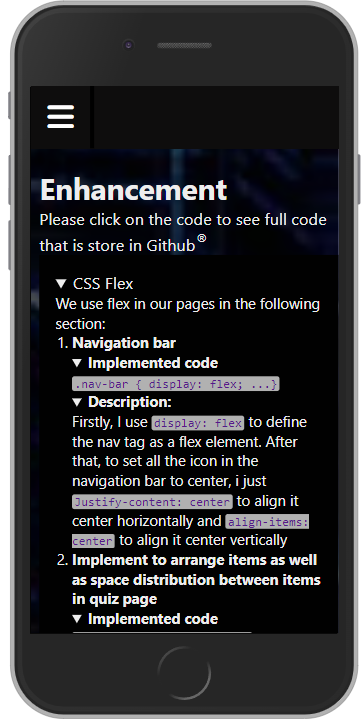 Enhancement
Please click on the code to see full code
that is store in Github®
▼ CSS Flex
We use flex in our pages in the following
section:
1. Navigation bar
▼ Implemented code
.nav-bar { display: flex; ...}
▼ Description:
Firstly, I use display: flex to define
the nav tag as a flex element. After
that, to set all the icon in the
navigation bar to center, i just
Justify-content: center to align it
center horizontally and align-items:
center to align it center vertically
2. Implement to arrange items as well
as space distribution between items
in quiz page
▼ Implemented code